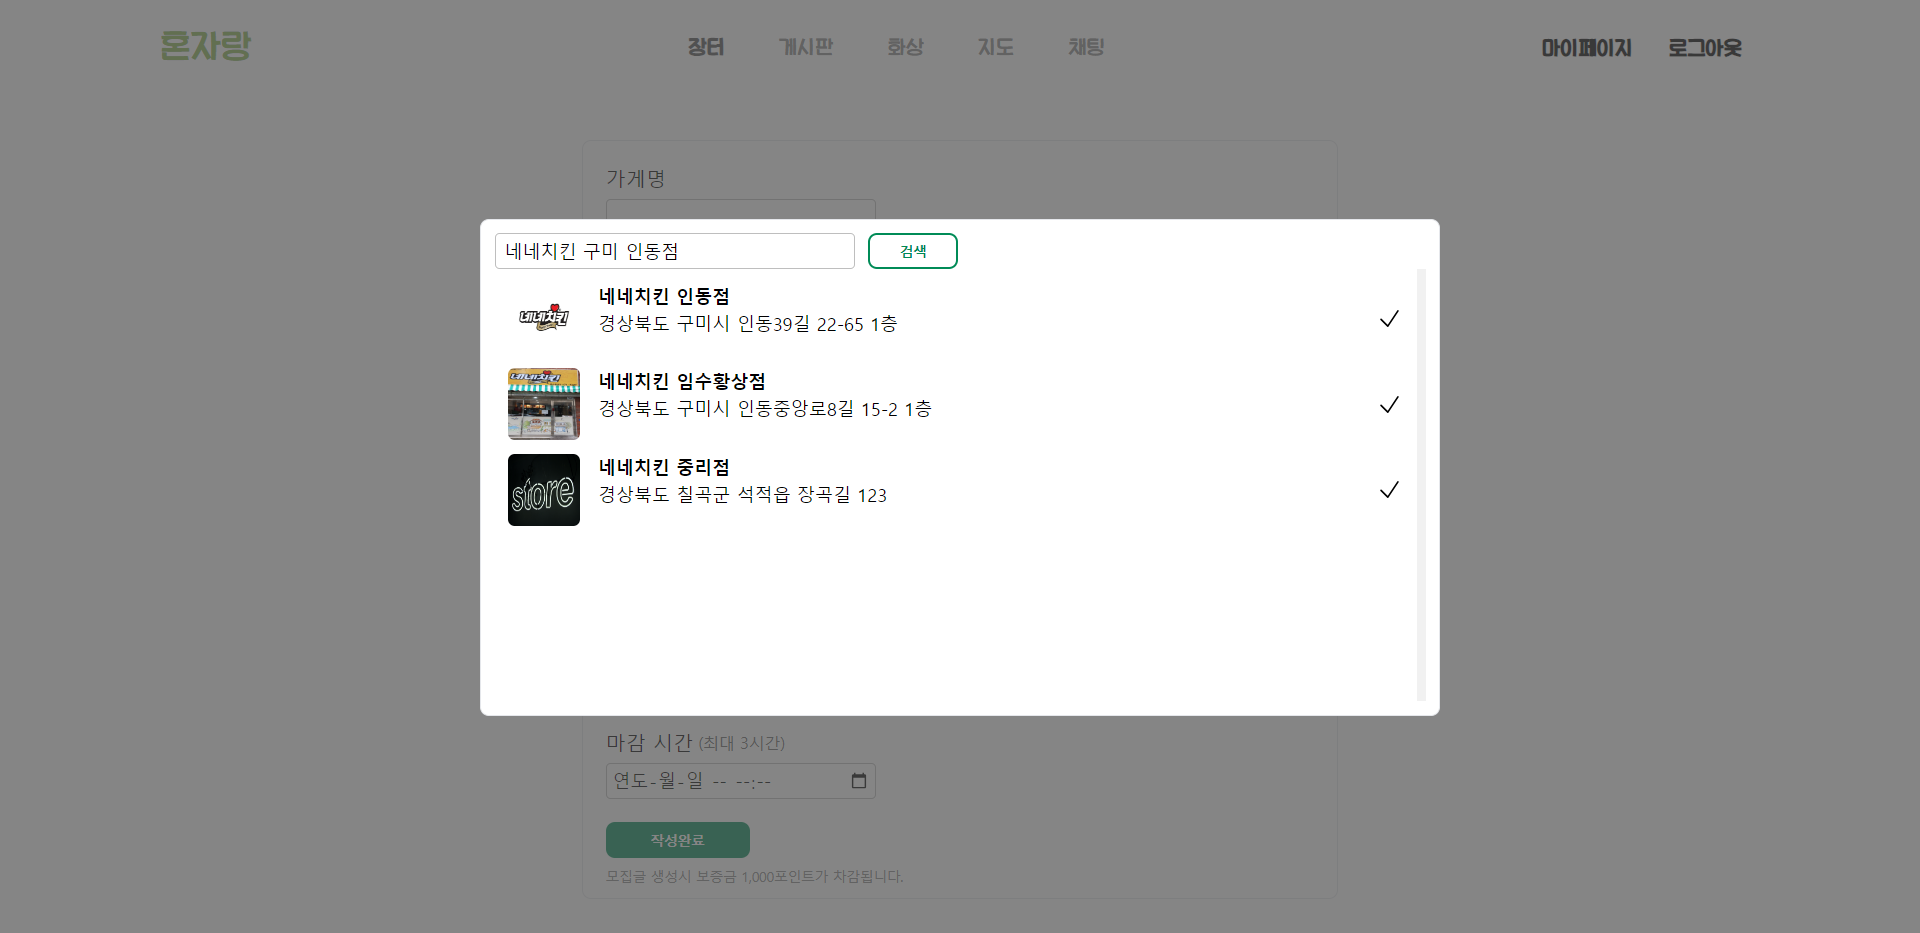 혼자랑
장터 게시판 화상 지도 채팅
마이페이지 로그아웃
가게명
네네치킨 구미 인동점
검색
네네치킨
네네치킨 인동점
경상북도 구미시 인동39길 22-65 1층
네네치킨
네네치킨 임수황상점
경상북도 구미시 인동중앙로8길 15-2 1층
store
네네치킨 중리점
경상북도 칠곡군 석적읍 장곡길 123
마감 시간 (최대 3시간)
연도-월-일 -- --:--
작성완료
모집글 생성시 보증금 1,000포인트가 차감됩니다.